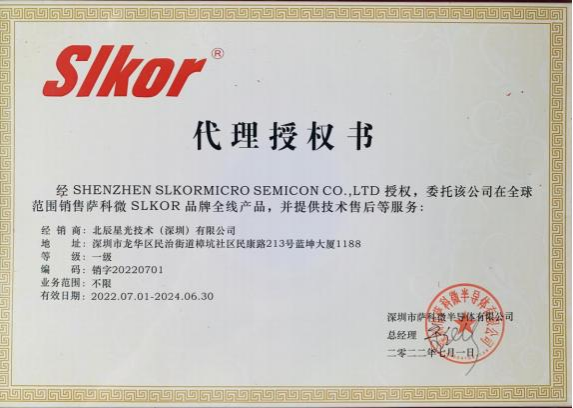 Slkor®
代理授权书
经 SHENZHEN SLKORMICRO SEMICON CO.,LTD 授权，委托该公司在全球
范围销售萨科微 SLKOR 品牌全线产品，并提供技术售后等服务：
经 销 商：北辰星光技术（深圳）有限公司
地 址：深圳市龙华区民治街道樟坑社区民康路213号蓝坤大厦1188
等 级：一级
编 码：销字20220701
业务范围：不限
有效日期：2022.07.01-2024.06.30
深圳市萨科微半导体有限公司
总经理
二零二二年七月一日